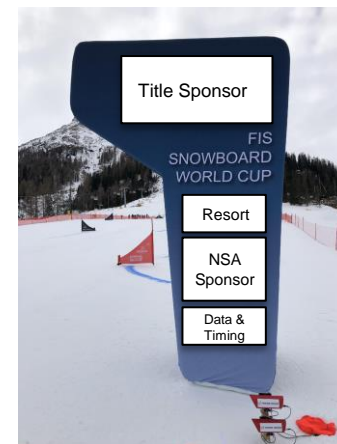 Title Sponsor
FIS
SNOWBOARD
WORLD CUP
Resort
NSA
Sponsor
Data &
Timing